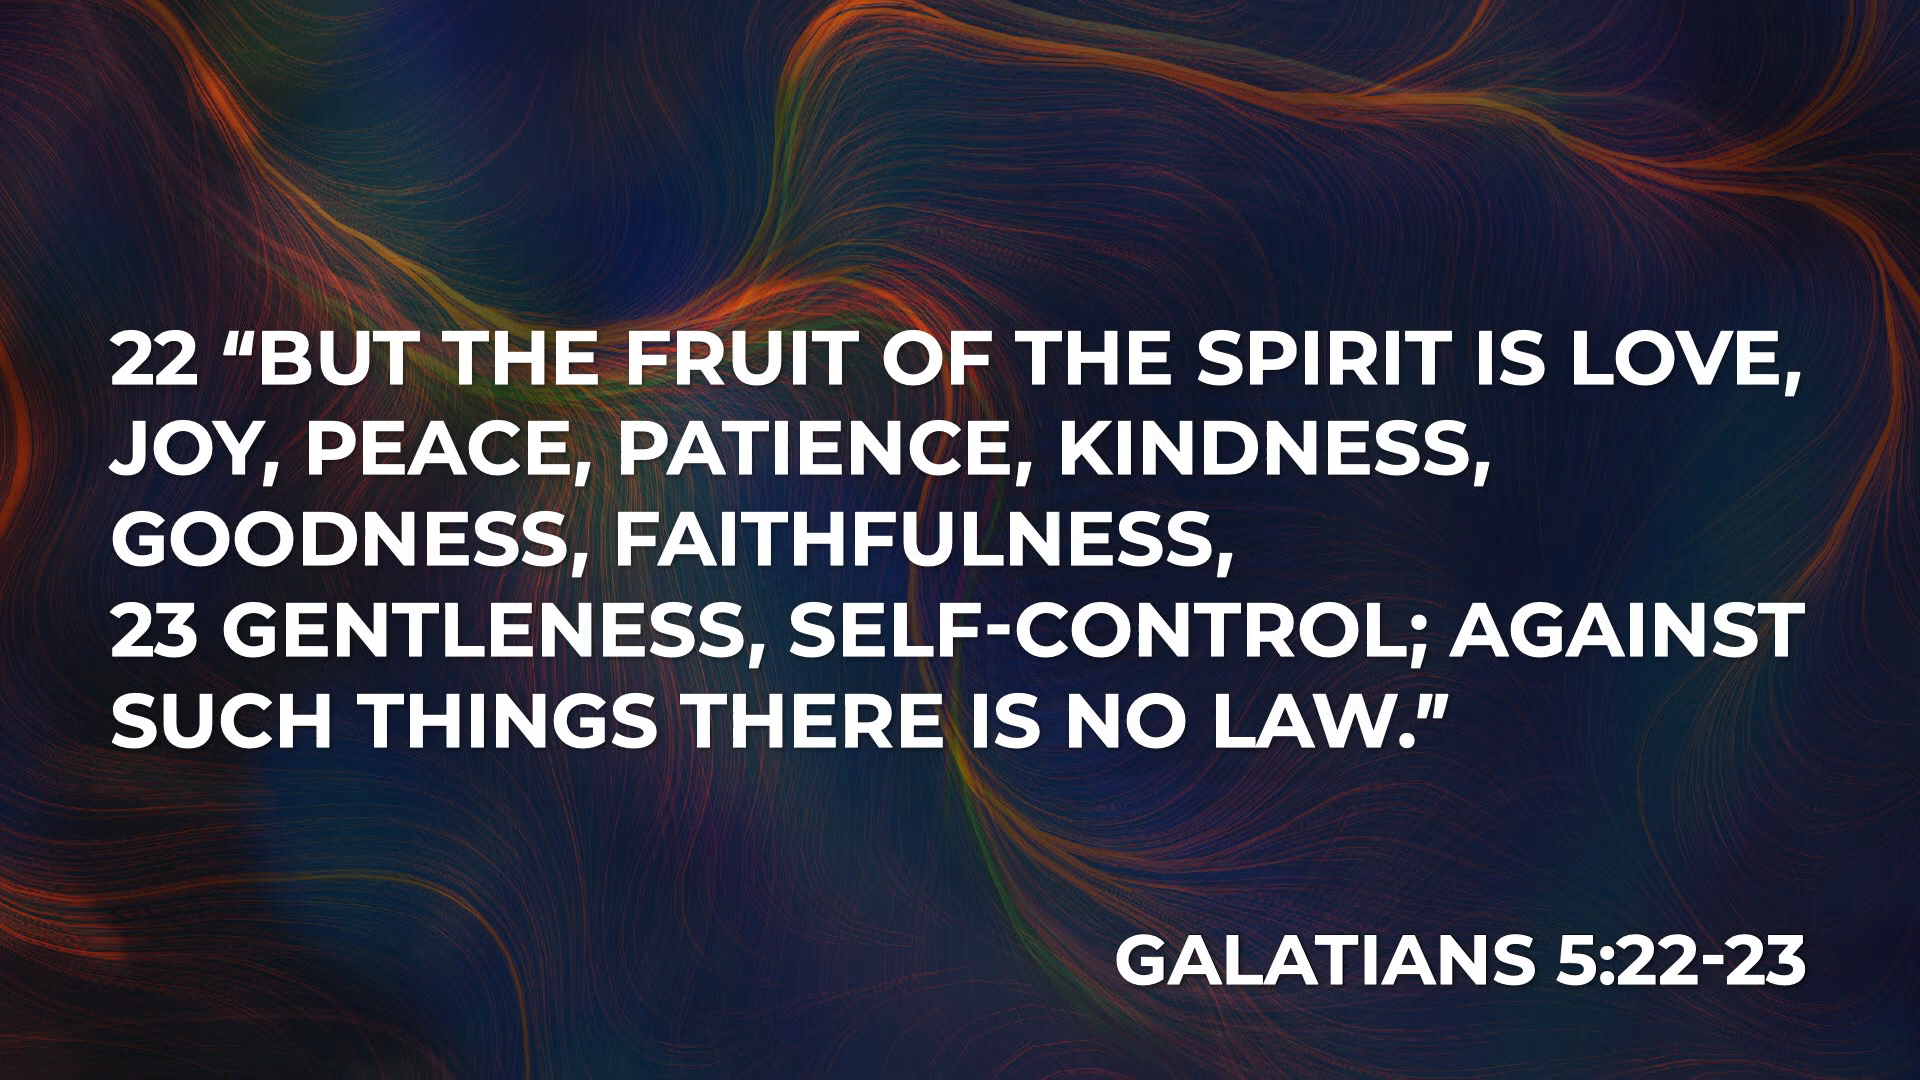 22 “BUT THE FRUIT OF THE SPIRIT IS LOVE,
JOY, PEACE, PATIENCE, KINDNESS,
GOODNESS, FAITHFULNESS,
23 GENTLENESS, SELF-CONTROL; AGAINST
SUCH THINGS THERE IS NO LAW.”
GALATIANS 5:22-23